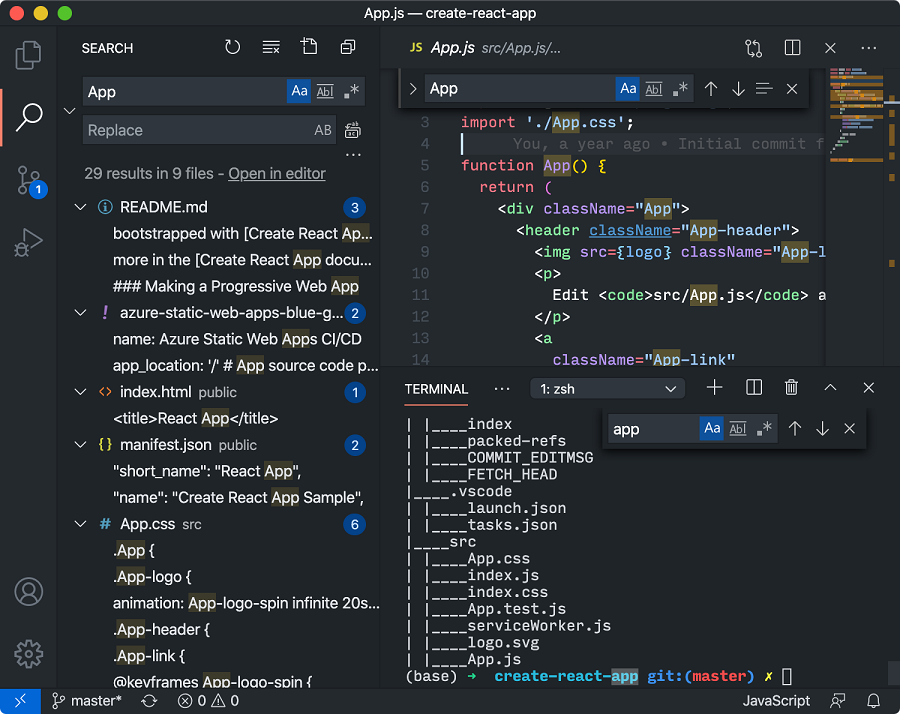 App.js — create-react-app
SEARCH
App
Aa
Abl
.*
Replace
AB
29 results in 9 files - Open in editor
README.md
3
bootstrapped with [Create React Ap...
more in the [Create React App docu...
### Making a Progressive Web App
! azure-static-web-apps-blue-g...
2
name: Azure Static Web Apps CI/CD
app_location: '/' # App source code p...
<> index.html public
1
<title>React App</title>
{} manifest.json public
2
"short_name": "React App",
"name": "Create React App Sample",
# App.css src
6
.App {
.App-logo {
animation: App-logo-spin infinite 20s...
.App-header {
.App-link {
@keyframes App-logo-spin {
1
JS App.js src/App.js/...
App
Aa
Abl
.*
3 import './App.css';
4 You, a year ago • Initial commit f
5 function App() {
6 return (
7 <div className="App">
8 <header className="App-header">
9 <img src={logo} className="App-l
10 <p>
11 Edit <code>src/App.js</code> a
12 </p>
13 <a
14 className="App-link"
TERMINAL
...
1: zsh
app
Aa
Abl
.*
| |____index
| |____packed-refs
| |____COMMIT_EDITMSG
| |____FETCH_HEAD
|____.vscode
| |____launch.json
| |____tasks.json
|____src
| |____App.css
| |____index.js
| |____index.css
| |____App.test.js
| |____serviceWorker.js
| |____logo.svg
| |____App.js
(base) → create-react-app git:(master) ✗
master*
0
0
JavaScript